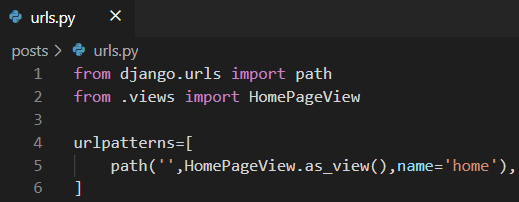 urls.py
posts > urls.py
1 from django.urls import path
2 from .views import HomePageView
3
4 urlpatterns=[
5     path('',HomePageView.as_view(),name='home'),
6 ]